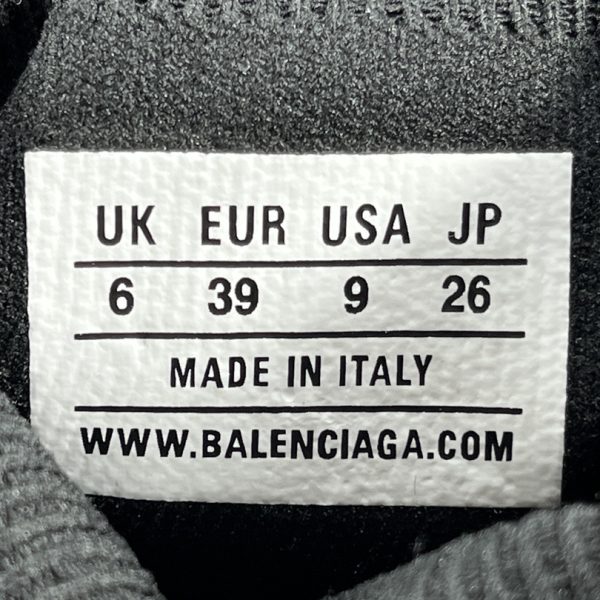 UK EUR USA JP
6 39 9 26
MADE IN ITALY
WWW.BALENCIAGA.COM